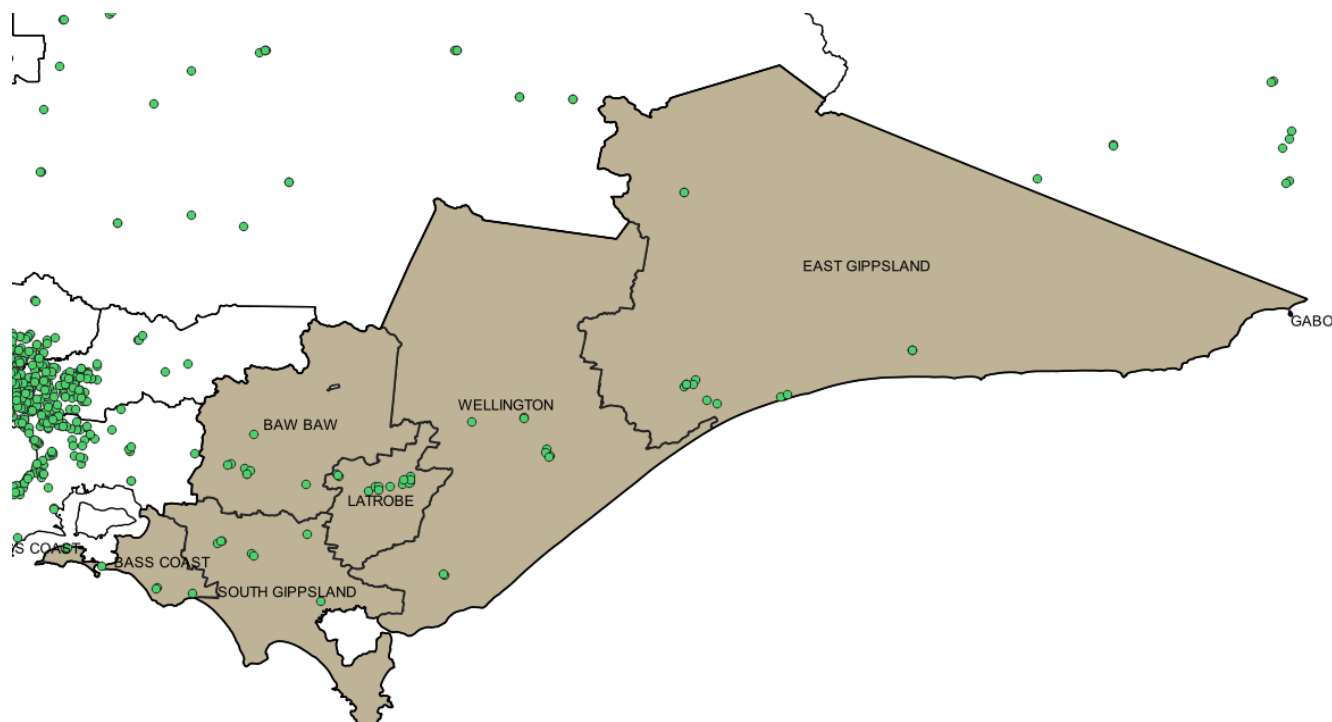 EAST GIPPSLAND
GABO
WELLINGTON
BAW BAW
LATROBE
S COAST
BASS COAST
SOUTH GIPPSLAND